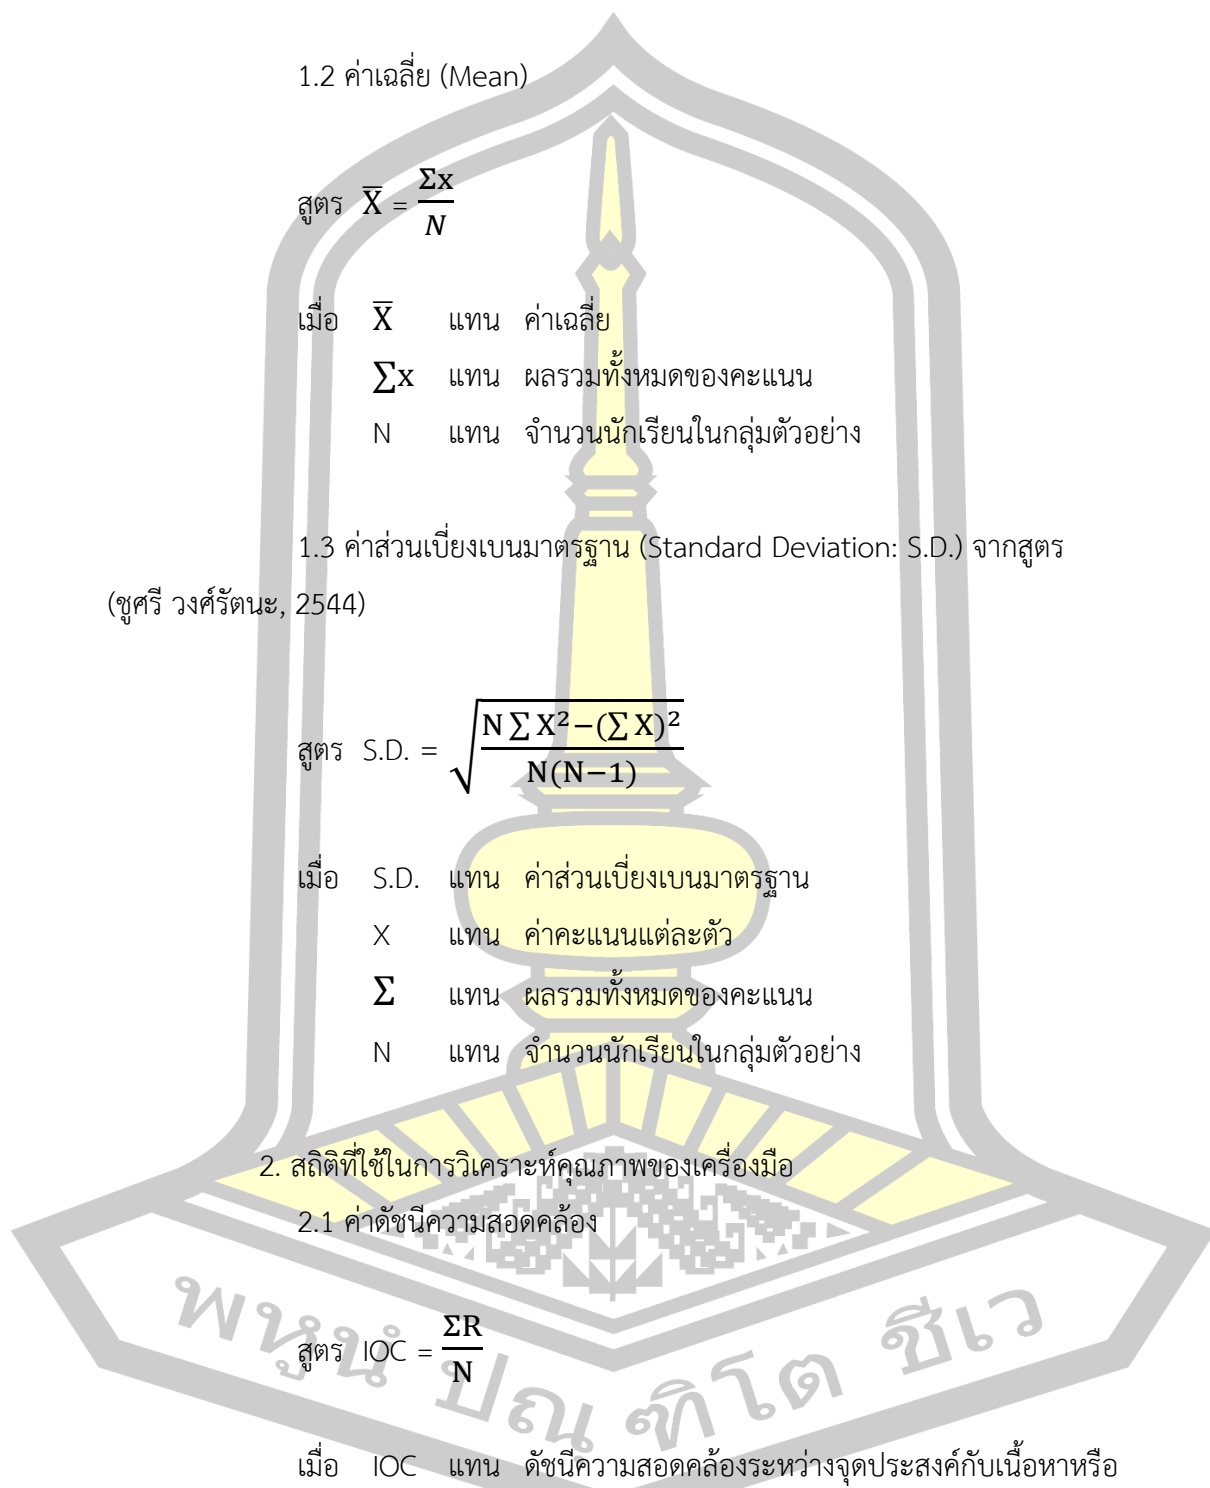 1.2 ค่าเฉลี่ย (Mean)
สูตร X̅ = Σx/N
เมื่อ X̅ แทน ค่าเฉลี่ย
∑x แทน ผลรวมทั้งหมดของคะแนน
N แทน จำนวนนักเรียนในกลุ่มตัวอย่าง
1.3 ค่าส่วนเบี่ยงเบนมาตรฐาน (Standard Deviation: S.D.) จากสูตร
(ชูศรี วงศ์รัตนะ, 2544)
สูตร S.D. = √((N ∑ X² − (∑ X)²)/(N(N−1)))
เมื่อ S.D. แทน ค่าส่วนเบี่ยงเบนมาตรฐาน
X แทน ค่าคะแนนแต่ละตัว
Σ แทน ผลรวมทั้งหมดของคะแนน
N แทน จำนวนนักเรียนในกลุ่มตัวอย่าง
2. สถิติที่ใช้ในการวิเคราะห์คุณภาพของเครื่องมือ
2.1 ค่าดัชนีความสอดคล้อง
สูตร IOC = ΣR/N
พหูนํ ปณฺฑิโต ชีเว
เมื่อ IOC แทน ดัชนีความสอดคล้องระหว่างจุดประสงค์กับเนื้อหาหรือ